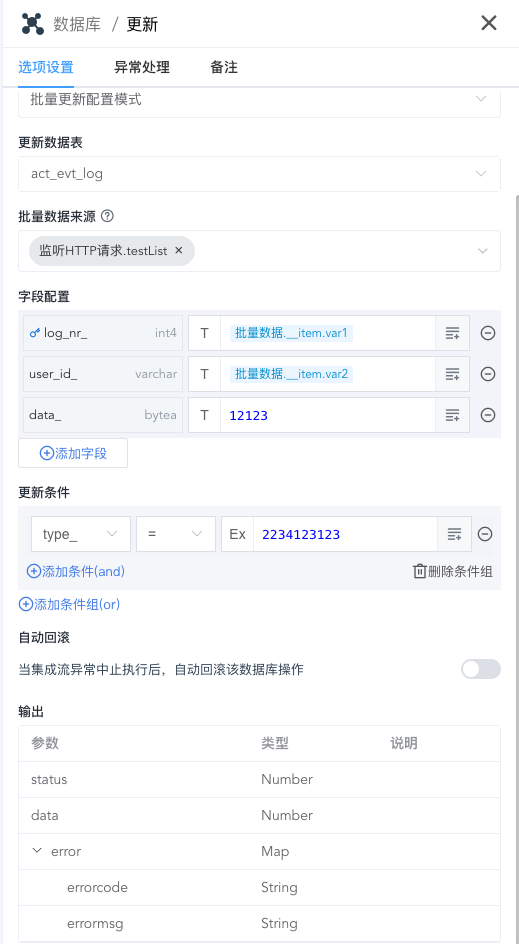 数据库 / 更新
选项设置 异常处理 备注
批量更新配置模式
更新数据表
act_evt_log
批量数据来源
监听HTTP请求.testList ×
字段配置
log_nr_ int4 T 批量数据.__item.var1
user_id_ varchar T 批量数据.__item.var2
data_ bytea T 12123
添加字段
更新条件
type_ = Ex 2234123123
添加条件(and) 删除条件组
添加条件组(or)
自动回滚
当集成流异常中止执行后，自动回滚该数据库操作
输出
参数 类型 说明
status Number
data Number
error Map
errorcode String
errormsg String